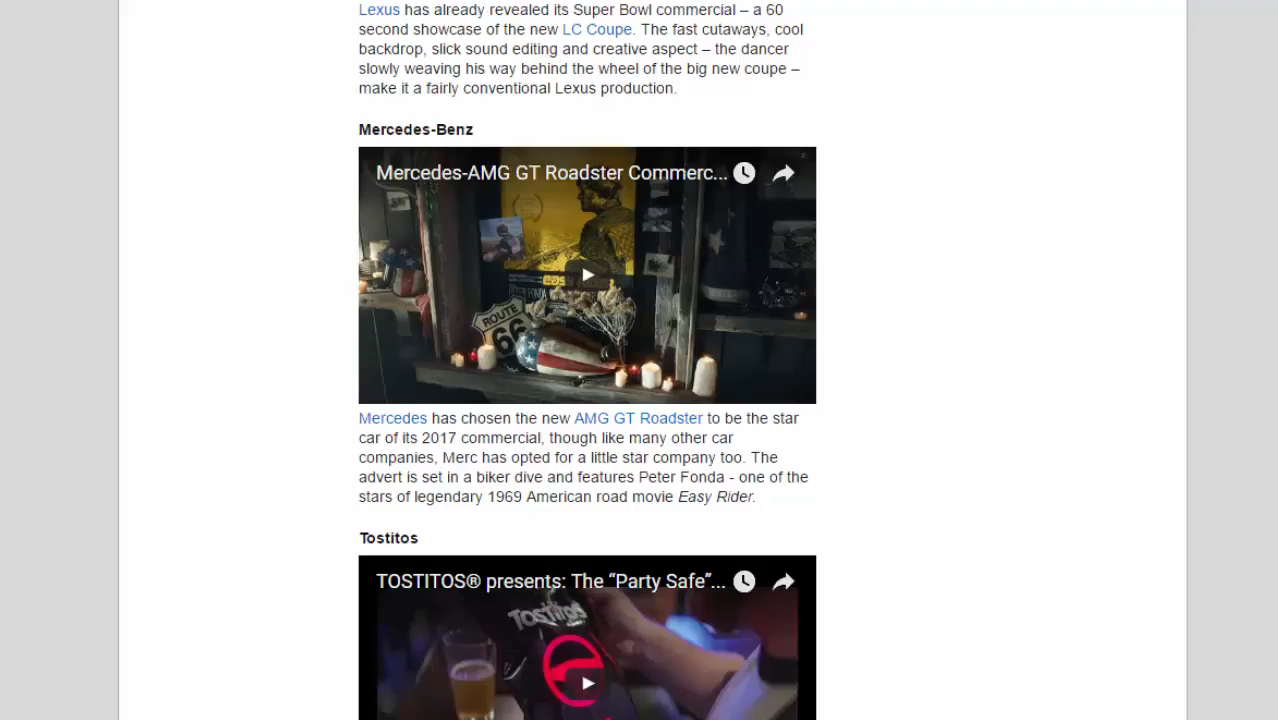 Lexus has already revealed its Super Bowl commercial – a 60
second showcase of the new LC Coupe. The fast cutaways, cool
backdrop, slick sound editing and creative aspect – the dancer
slowly weaving his way behind the wheel of the big new coupe –
make it a fairly conventional Lexus production.
Mercedes-Benz
Mercedes-AMG GT Roadster Commerc...
ROUTE
66
Mercedes has chosen the new AMG GT Roadster to be the star
car of its 2017 commercial, though like many other car
companies, Merc has opted for a little star company too. The
advert is set in a biker dive and features Peter Fonda - one of the
stars of legendary 1969 American road movie Easy Rider.
Tostitos
TOSTITOS® presents: The “Party Safe”...
Tostitos